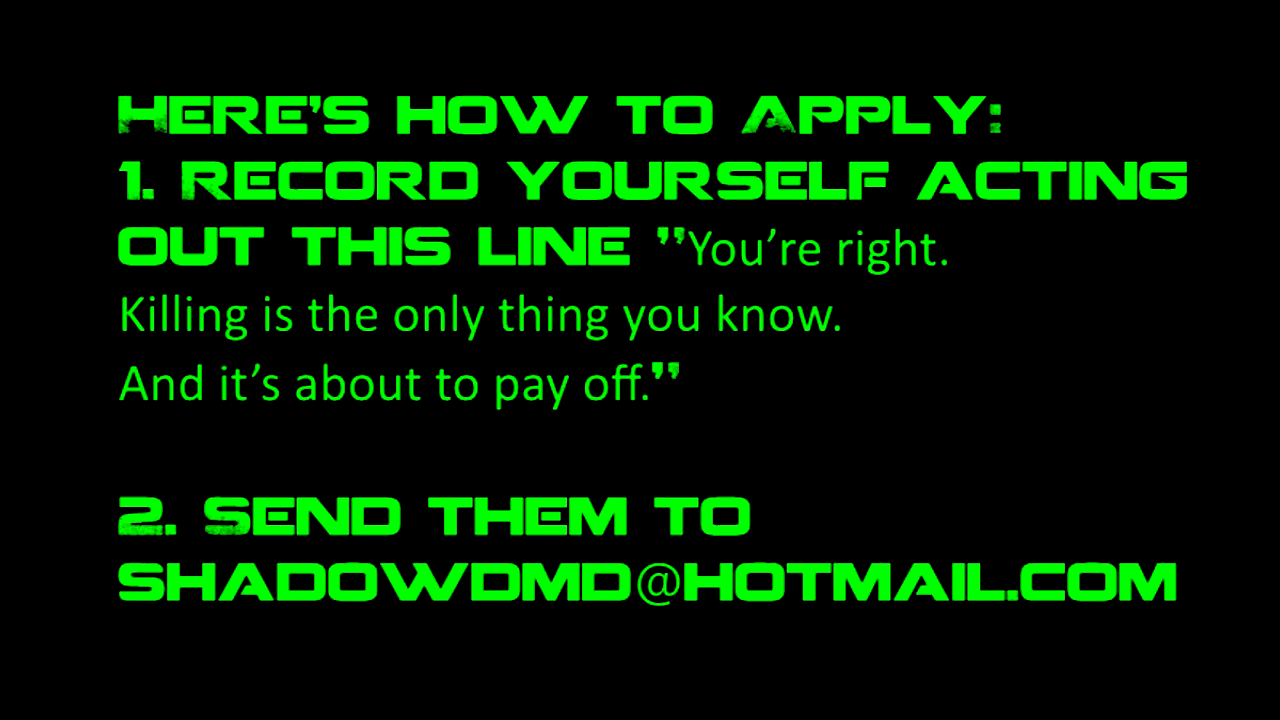 Here's how to Apply:
1. Record yourself acting
out this line "You're right.
Killing is the only thing you know.
And it's about to pay off."
2. Send them to
shadowdmd@hotmail.com